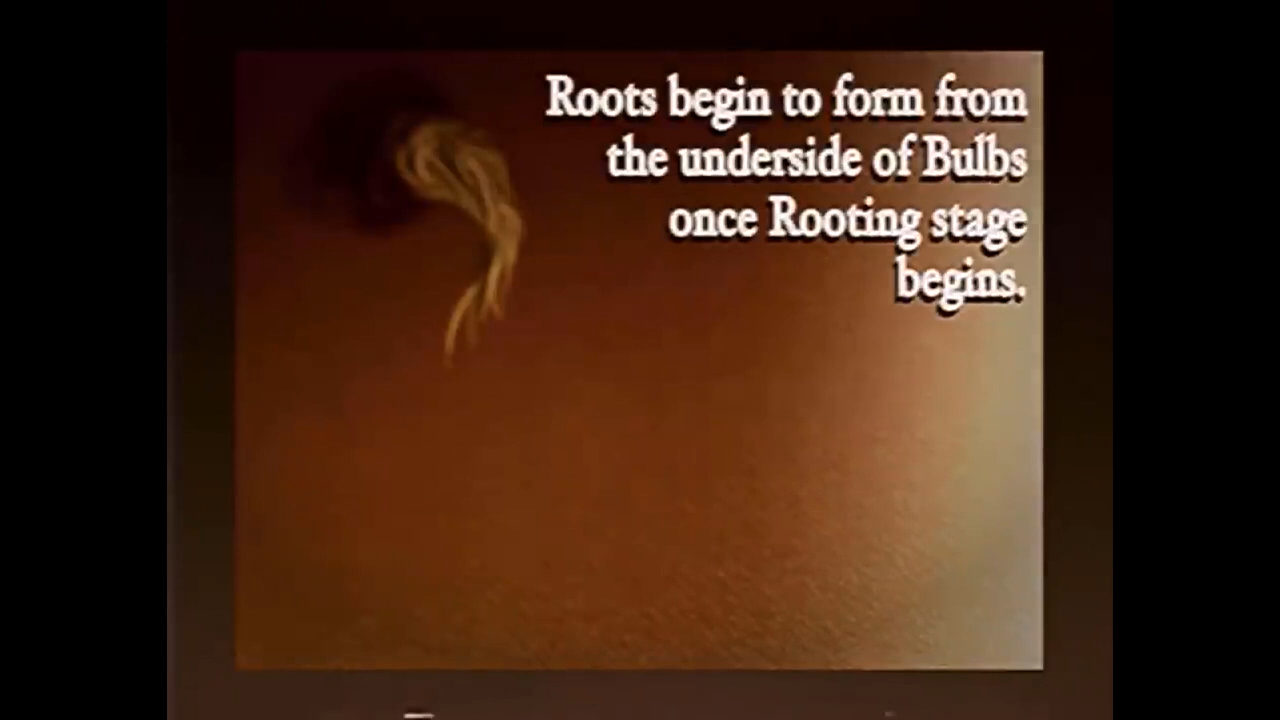 Roots begin to form from
the underside of Bulbs
once Rooting stage
begins.